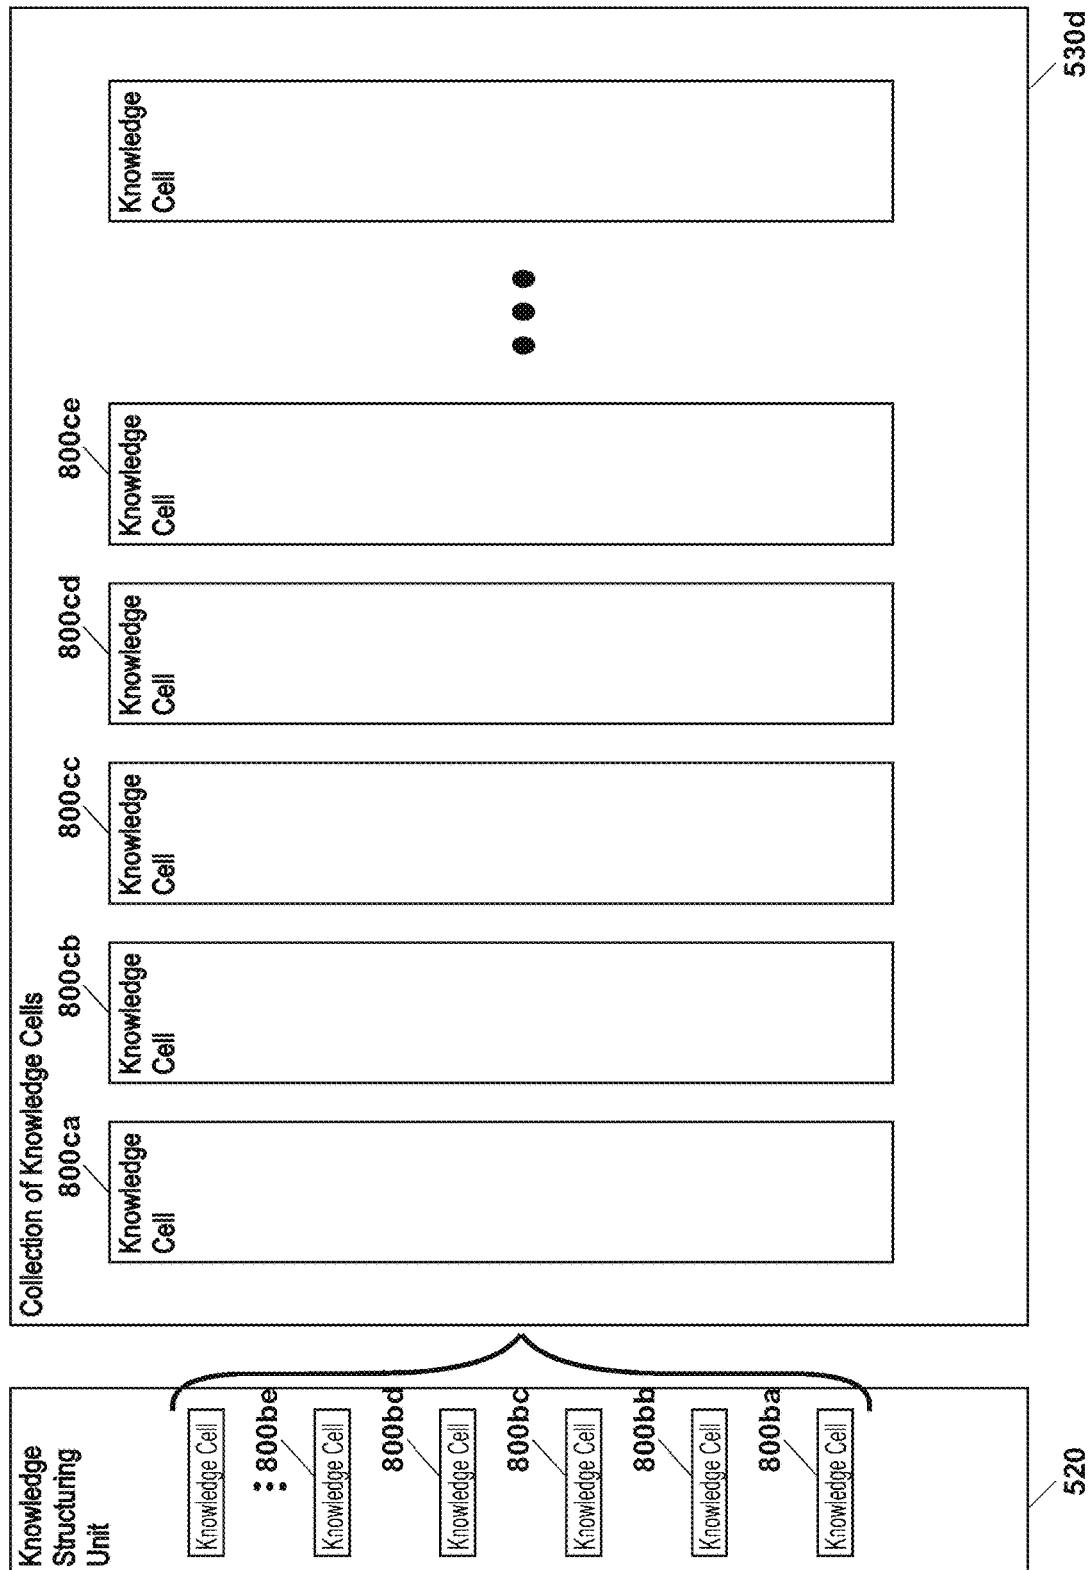 Knowledge
Structuring
Unit
Knowledge Cell
800be
Knowledge Cell
800bd
Knowledge Cell
800bc
Knowledge Cell
800bb
Knowledge Cell
800ba
Knowledge Cell
520
Collection of Knowledge Cells
800ca
Knowledge
Cell
800cb
Knowledge
Cell
800cc
Knowledge
Cell
800cd
Knowledge
Cell
800ce
Knowledge
Cell
Knowledge
Cell
530d